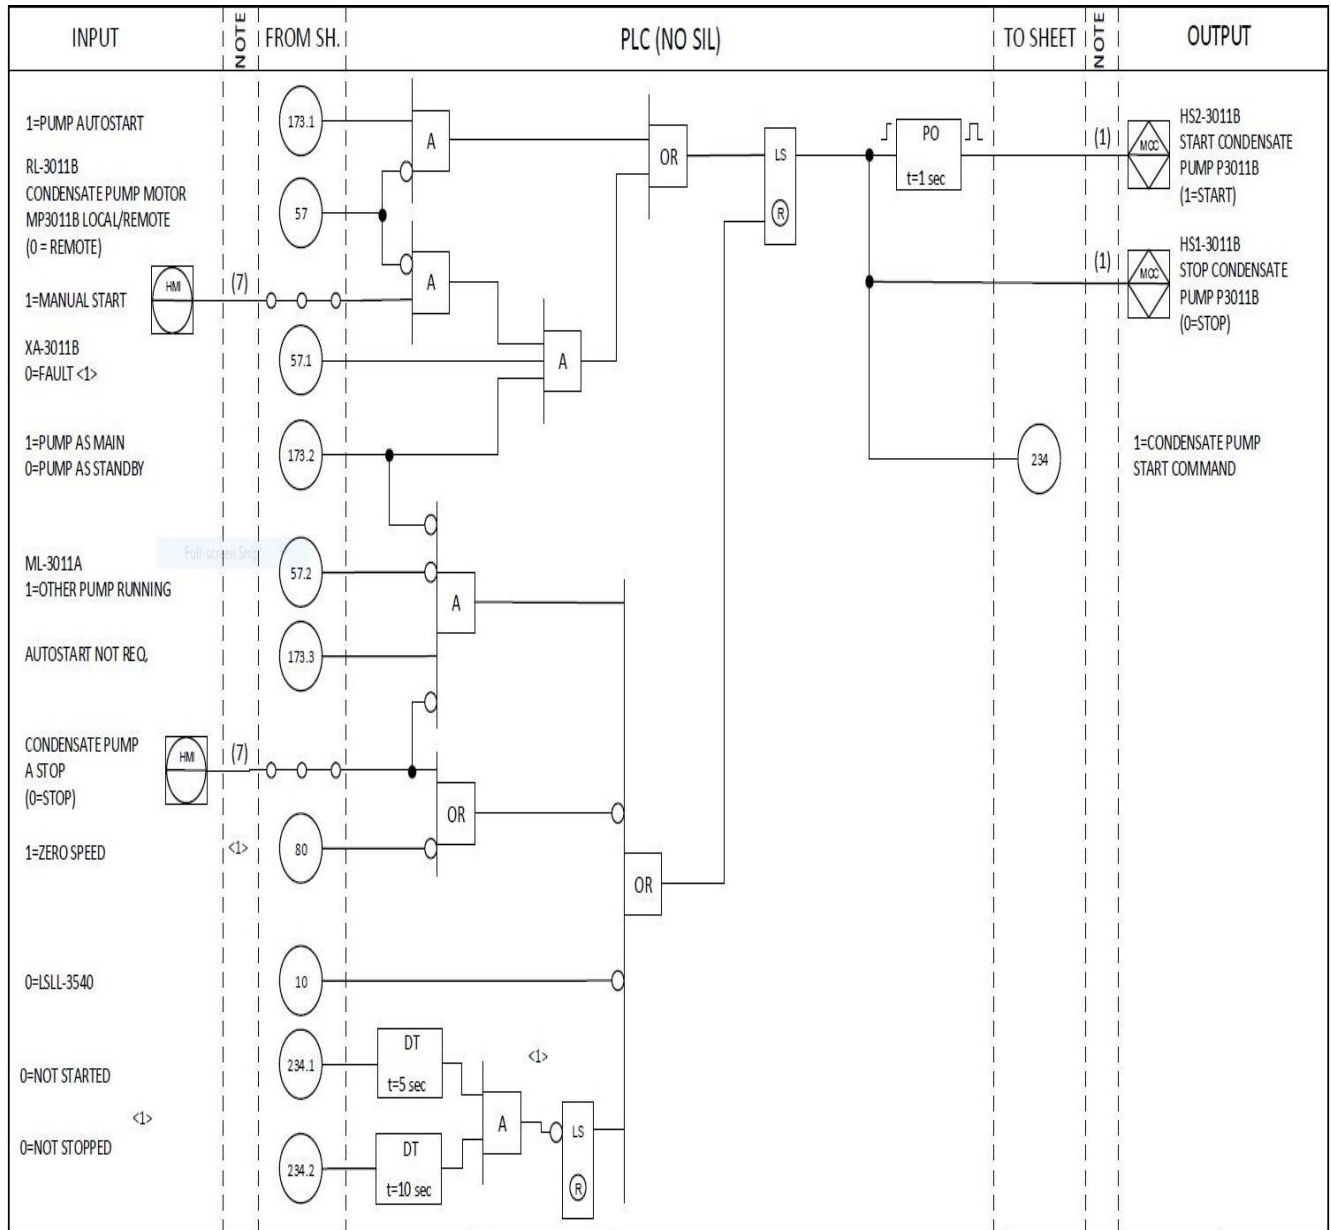 INPUT
NOTE
FROM SH.
PLC (NO SIL)
TO SHEET
NOTE
OUTPUT
1=PUMP AUTOSTART
173.1
A
RL-3011B
CONDENSATE PUMP MOTOR
MP3011B LOCAL/REMOTE
(0 = REMOTE)
57
A
1=MANUAL START
HMI
(7)
XA-3011B
0=FAULT <1>
57.1
A
OR
LS
R
PO
t=1 sec
(1)
MCC
HS2-3011B
START CONDENSATE
PUMP P3011B
(1=START)
(1)
MCC
HS1-3011B
STOP CONDENSATE
PUMP P3011B
(0=STOP)
1=PUMP AS MAIN
0=PUMP AS STANDBY
173.2
234
1=CONDENSATE PUMP
START COMMAND
Full-screen Snip
ML-3011A
1=OTHER PUMP RUNNING
57.2
A
AUTOSTART NOT REQ,
173.3
CONDENSATE PUMP
A STOP
(0=STOP)
HMI
(7)
OR
1=ZERO SPEED
<1>
80
OR
0=LSLL-3540
10
0=NOT STARTED
234.1
DT
t=5 sec
<1>
<1>
A
LS
R
0=NOT STOPPED
234.2
DT
t=10 sec